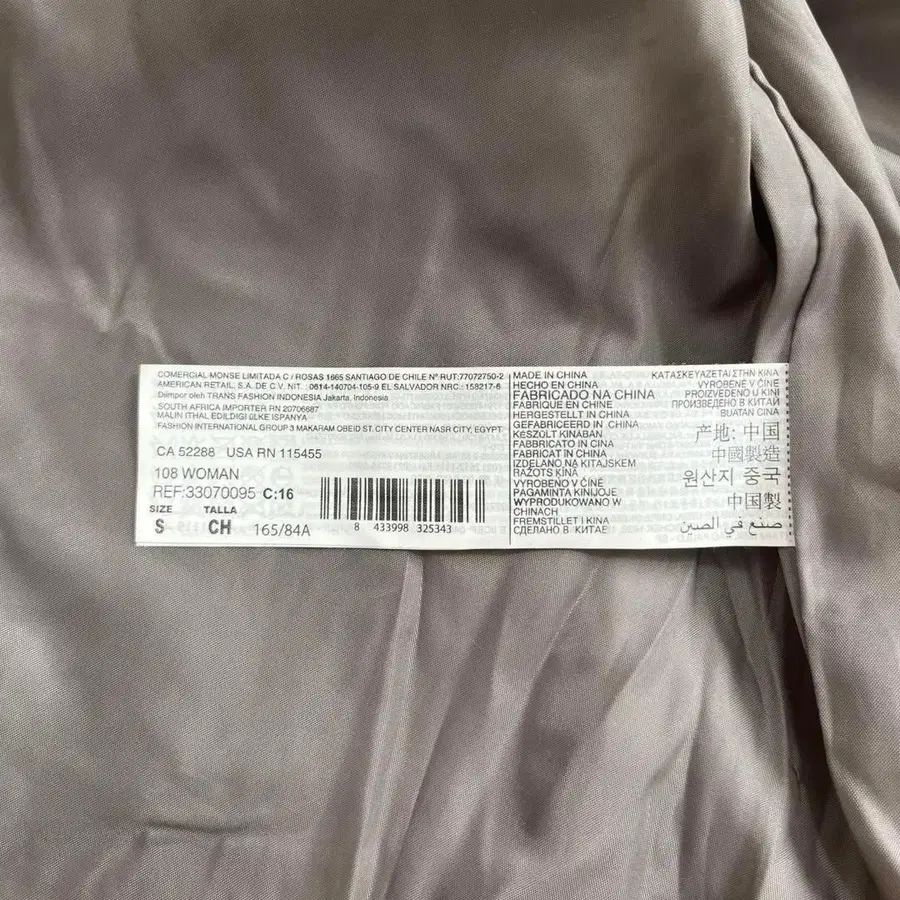 COMERCIAL MONSE LIMITADA C / ROSAS 1665 SANTIAGO DE CHILE Nº RUT:77072750-2
AMERICAN RETAIL, S.A. DE C.V. NIT. : 0614-140704-105-9 EL SALVADOR NRC.: 158217-6
Diimpor oleh TRANS FASHION INDONESIA Jakarta, Indonesia
SOUTH AFRICA IMPORTER RN 20706687
MALIN ITHAL EDILDIGI ÜLKE ISPANYA
FASHION INTERNATIONAL GROUP 3 MAKARAM OBEID ST. CITY CENTER NASR CITY, EGYPT
CA 52288 USA RN 115455
108 WOMAN
REF:33070095 C:16
SIZE TALLA
S CH 165/84A
8 433998 325343
MADE IN CHINA
HECHO EN CHINA
FABRICADO NA CHINA
FABRIQUE EN CHINE
HERGESTELLT IN CHINA
GEFABRICEERD IN CHINA
KESZÜLT KINÁBAN
FABBRICATO IN CINA
FABRICAT IN CHINA
IZDELANO NA KITAJSKEM
RAŽOTS ĶĪNĀ
VYROBENO V ČÍNĚ
PAGAMINTA KINIJOJE
WYPRODUKOWANO W
CHINACH
FREMSTILLET I KINA
СДЕЛАНО В КИТАЕ
ΚΑΤΑΣΚΕΥΑΖΕΤΑΙ ΣΤΗΝ ΚΙΝΑ
VYROBENÉ V ČÍNE
PROIZVEDENO U KINI
ПРОИЗВЕДЕНО В КИТАЙ
BUATAN CINA
产地: 中国
中國製造
원산지 중국
中国製
صنع في الصين